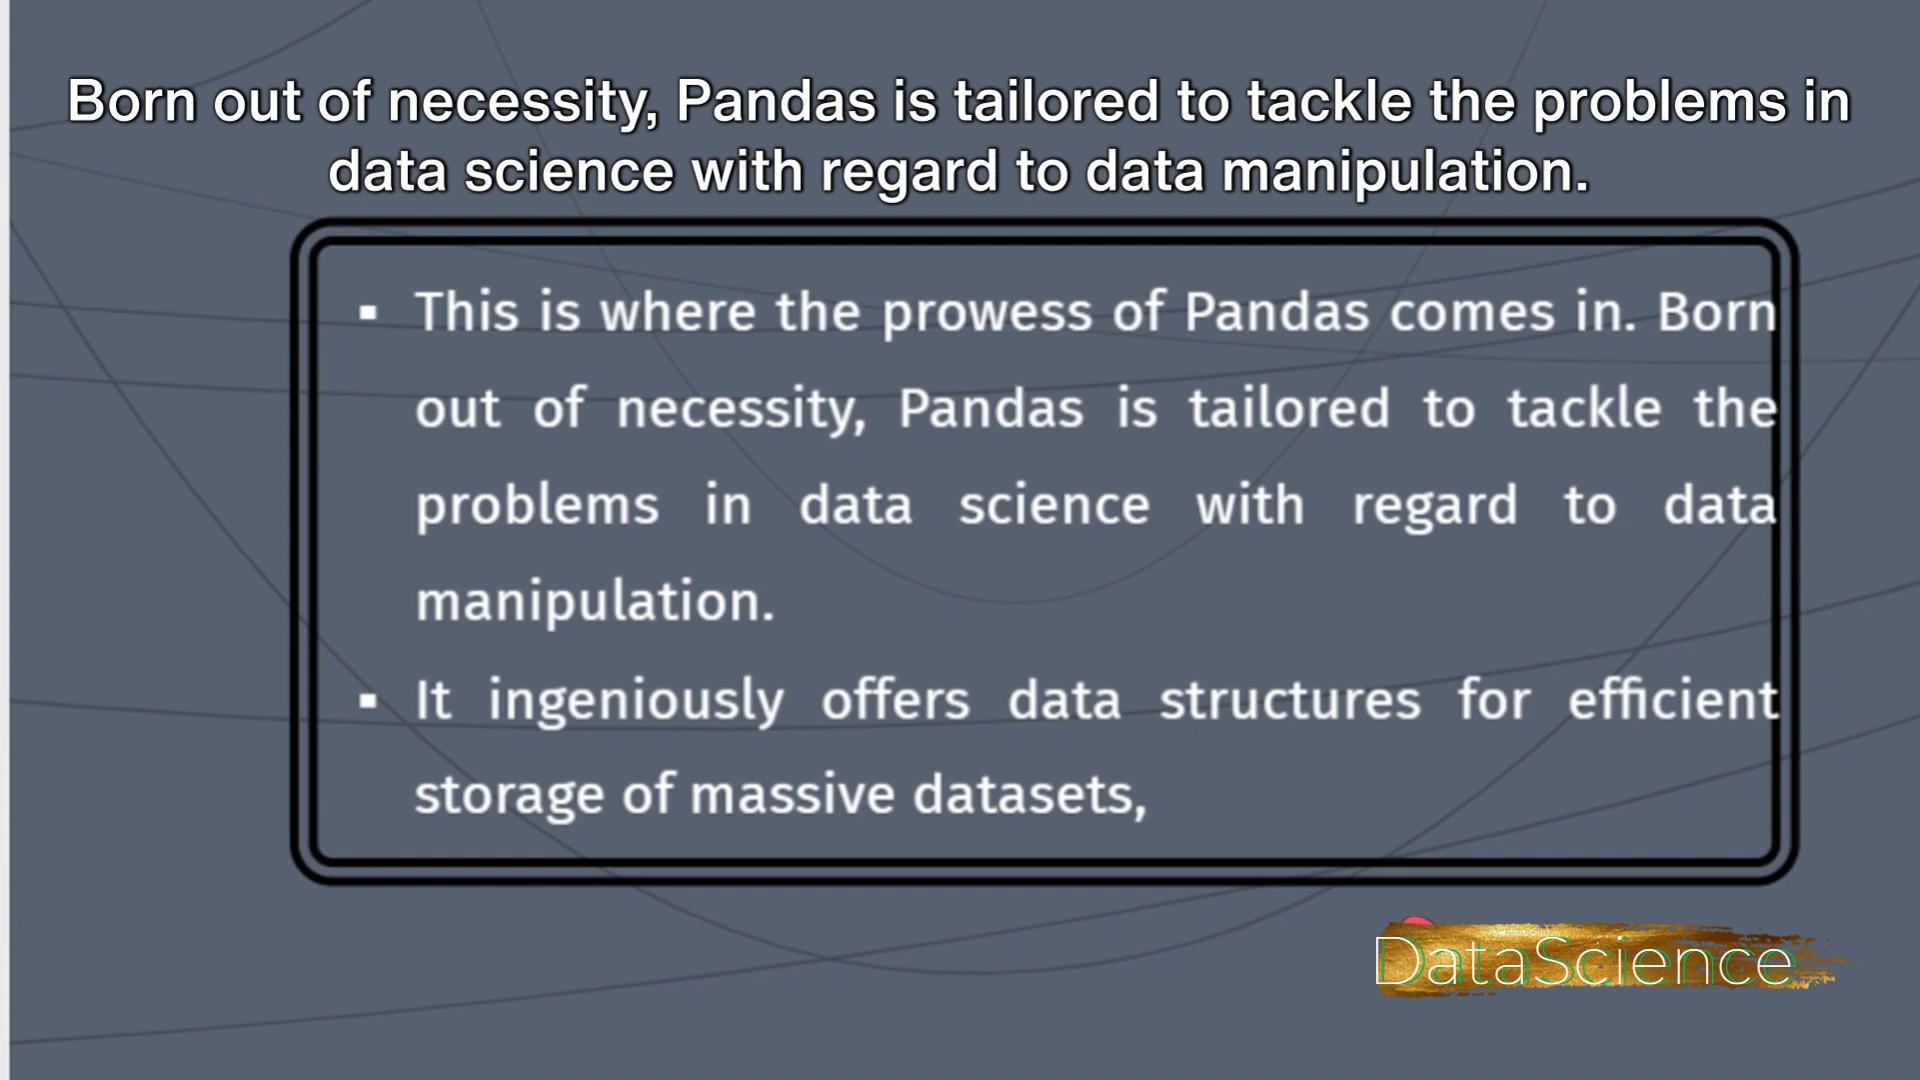 Born out of necessity, Pandas is tailored to tackle the problems in
data science with regard to data manipulation.
▪ This is where the prowess of Pandas comes in. Born
out of necessity, Pandas is tailored to tackle the
problems in data science with regard to data
manipulation.
▪ It ingeniously offers data structures for efficient
storage of massive datasets,
DataScience